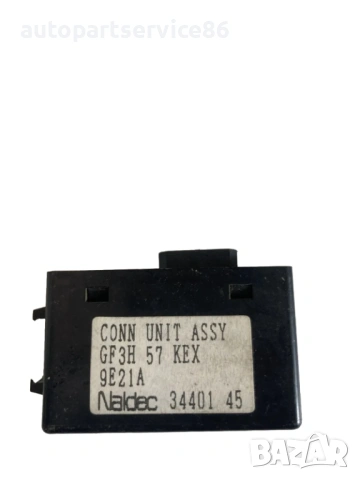 autopartservice86
CONN UNIT ASSY
GF3H 57 KEX
9E21A
Naldec 34401 45
BAZAR